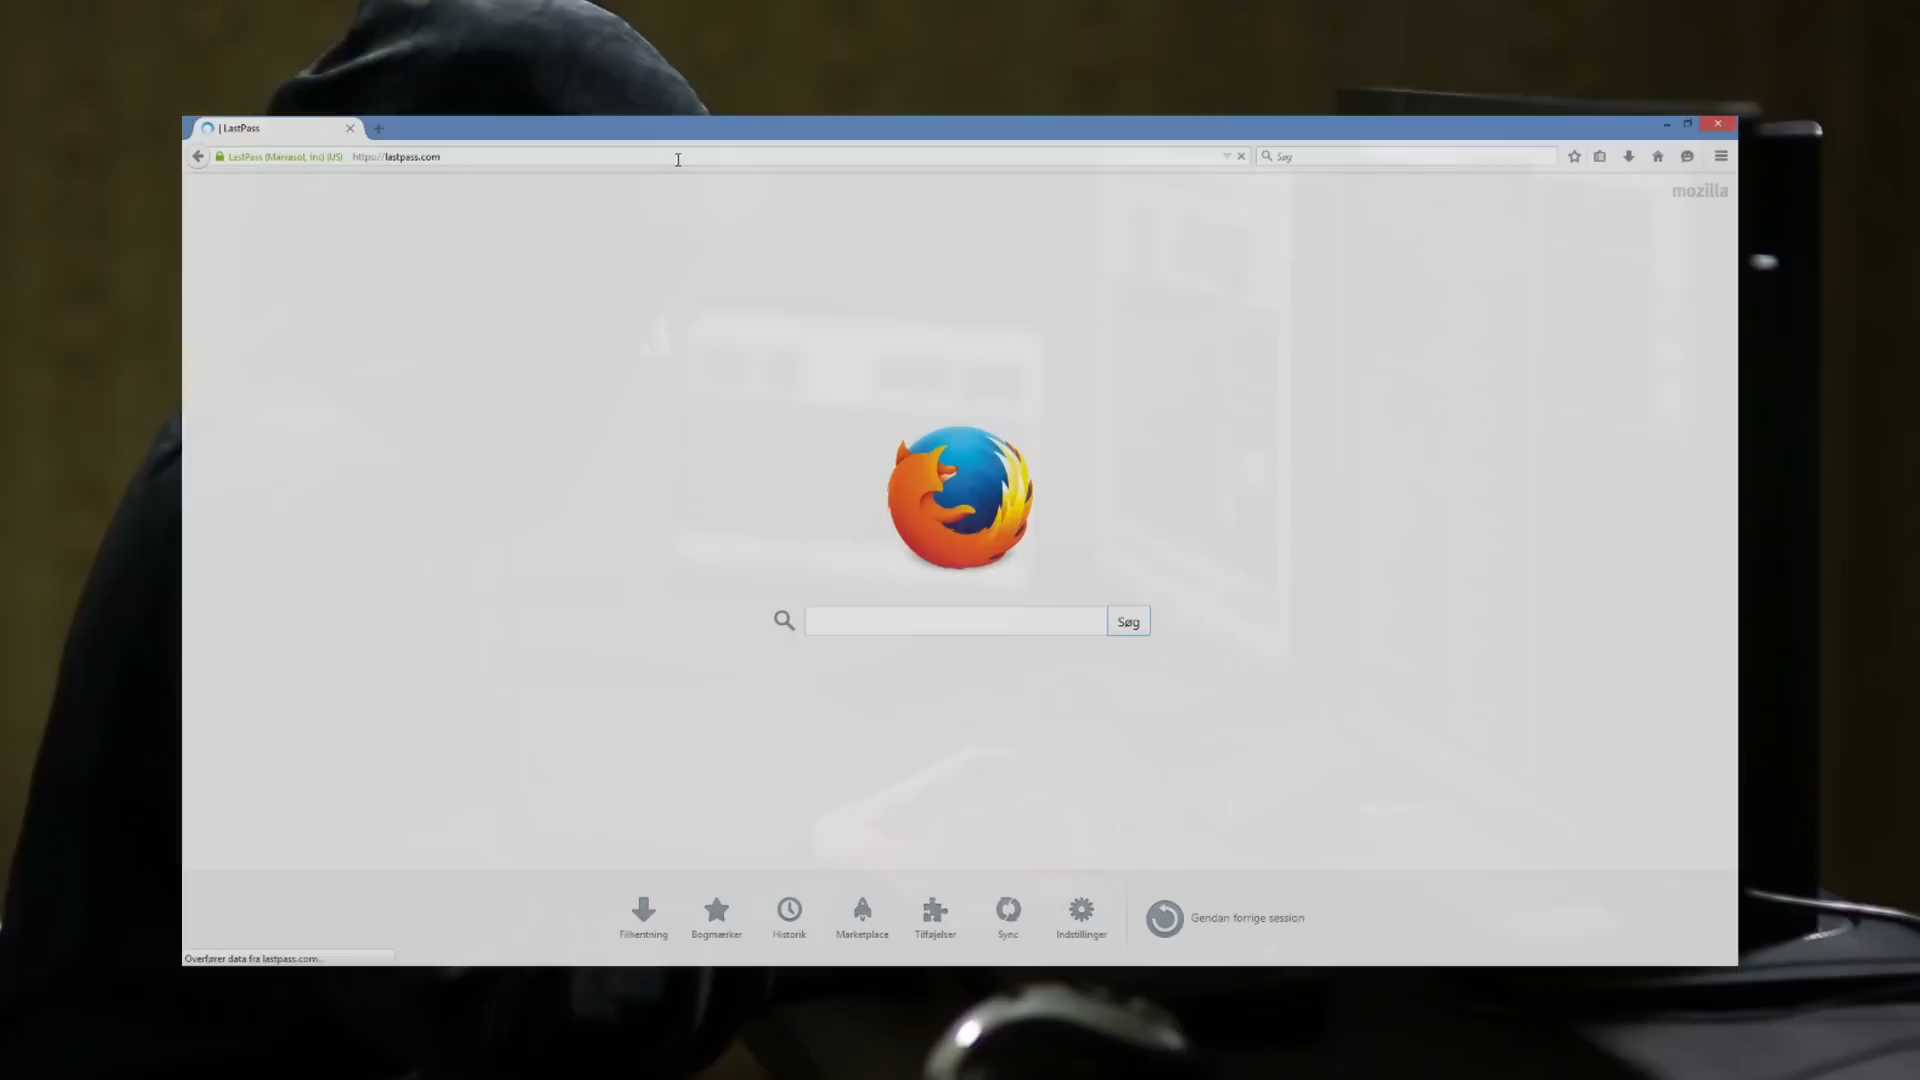 | LastPass
LastPass (Marvasol, Inc) (US) https://lastpass.com
Søg
mozilla
Søg
Filhentning Bogmærker Historik Marketplace Tilføjelser Sync Indstillinger Gendan forrige session
Overfører data fra lastpass.com...